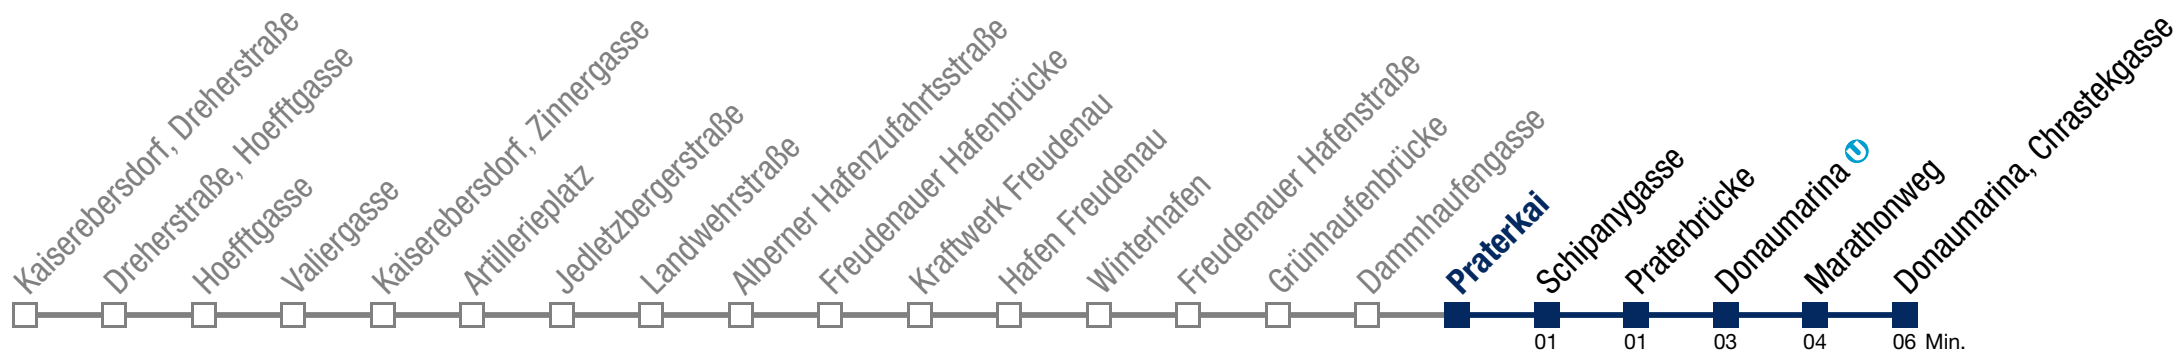 Kaiserebersdorf, Dreherstraße
Dreherstraße, Hoefftgasse
Hoefftgasse
Valiergasse
Kaiserebersdorf, Zinnergasse
Artillerieplatz
Jedletzbergerstraße
Landwehrstraße
Alberner Hafenzufahrtsstraße
Freudenauer Hafenbrücke
Kraftwerk Freudenau
Hafen Freudenau
Winterhafen
Freudenauer Hafenstraße
Grünhaufenbrücke
Dammhaufengasse
Praterkai
Schipanygasse
Praterbrücke
Donaumarina U
Marathonweg
Donaumarina, Chrastekgasse
01 01 03 04 06 Min.